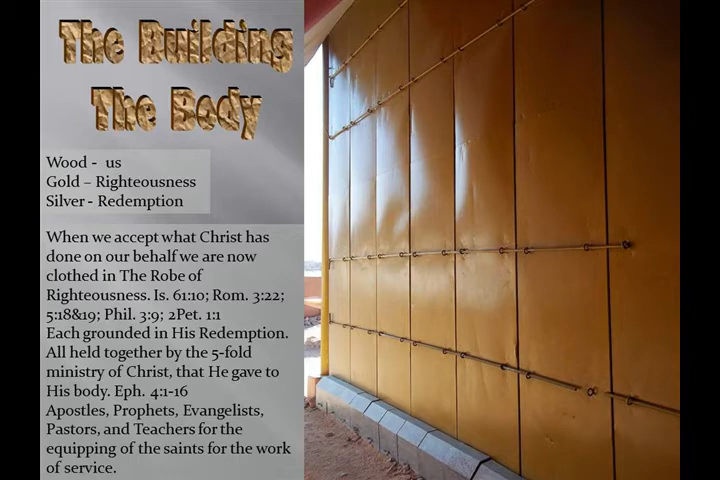 The Building
The Body
Wood - us
Gold – Righteousness
Silver - Redemption
When we accept what Christ has
done on our behalf we are now
clothed in The Robe of
Righteousness. Is. 61:10; Rom. 3:22;
5:18&19; Phil. 3:9; 2Pet. 1:1
Each grounded in His Redemption.
All held together by the 5-fold
ministry of Christ, that He gave to
His body. Eph. 4:1-16
Apostles, Prophets, Evangelists,
Pastors, and Teachers for the
equipping of the saints for the work
of service.